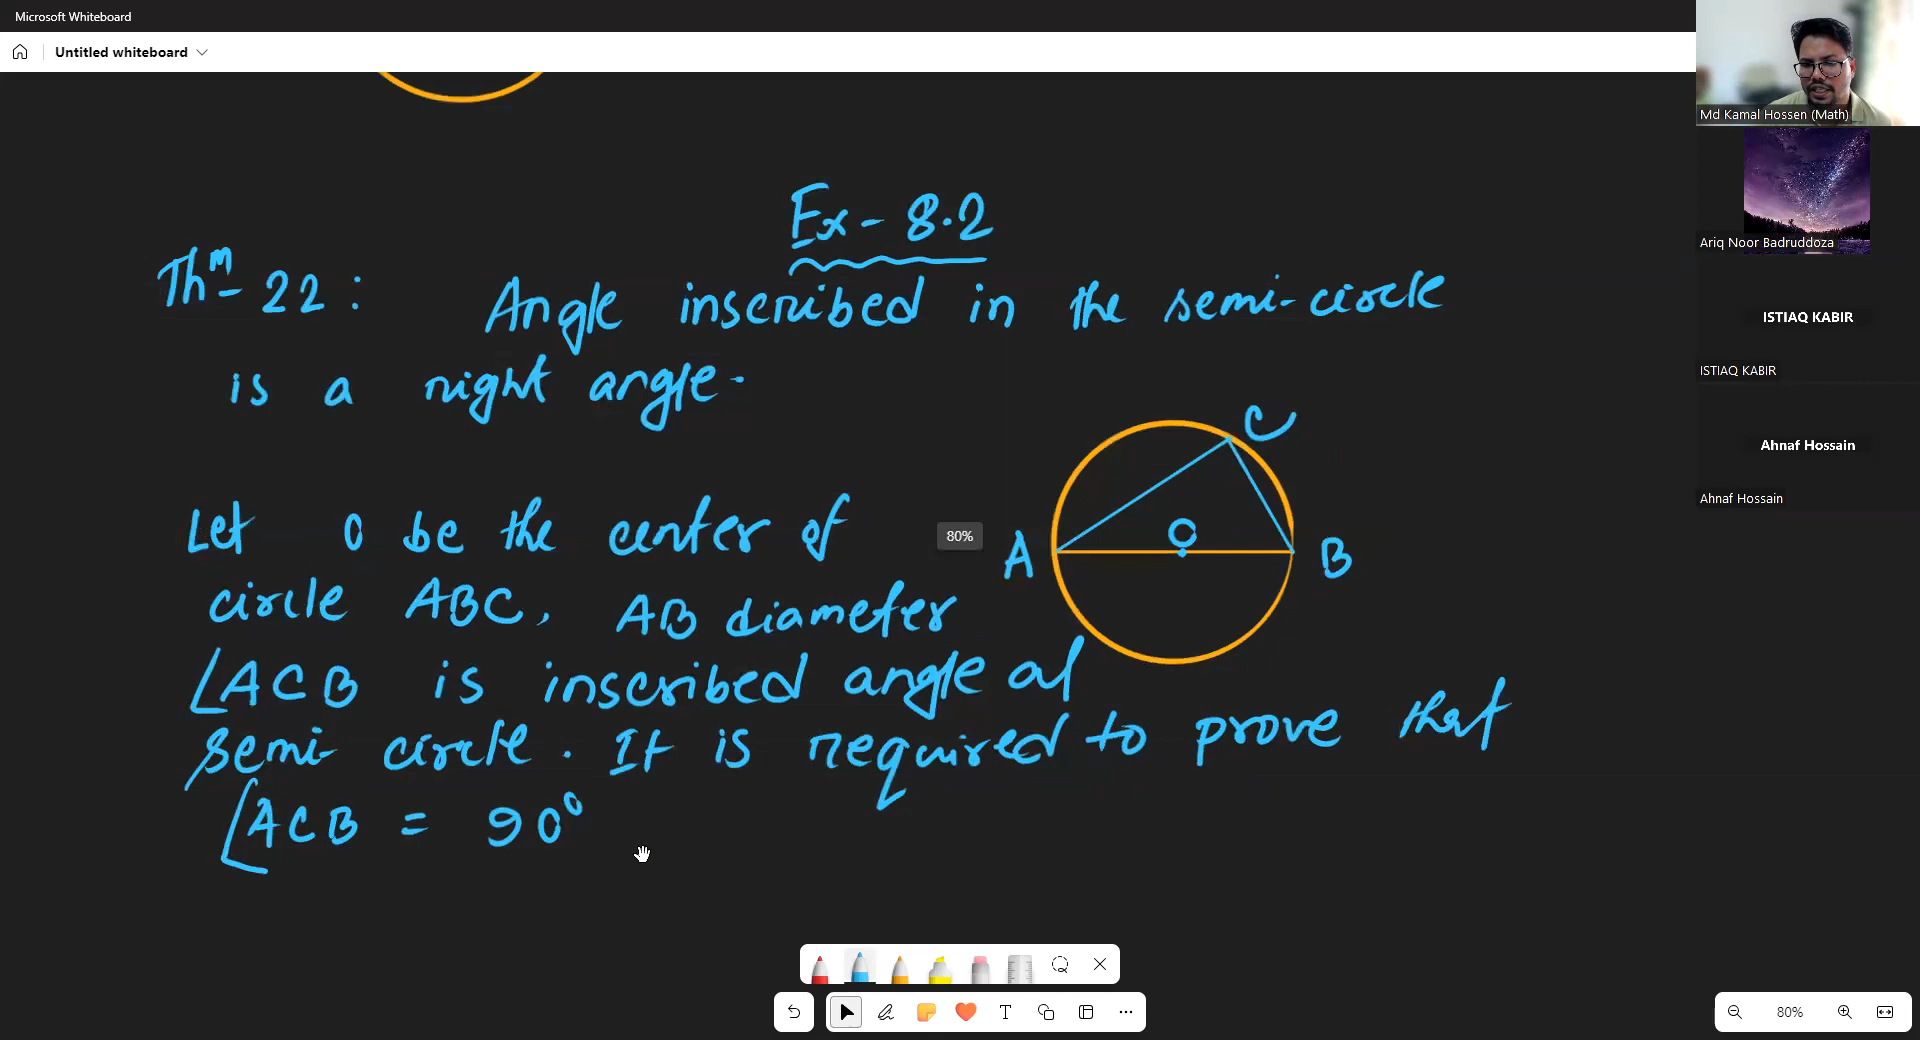 Microsoft Whiteboard
Untitled whiteboard
Md Kamal Hossen (Math)
Ariq Noor Badruddoza
ISTIAQ KABIR
ISTIAQ KABIR
Ahnaf Hossain
Ahnaf Hossain
Ex - 8.2
Thm - 22 : Angle inscribed in the semi-circle
is a right angle.
C
O
A
B
80%
Let O be the center of
circle ABC, AB diameter
∠ACB is inscribed angle at
semi circle. It is required to prove that
∠ACB = 90°
T
80%